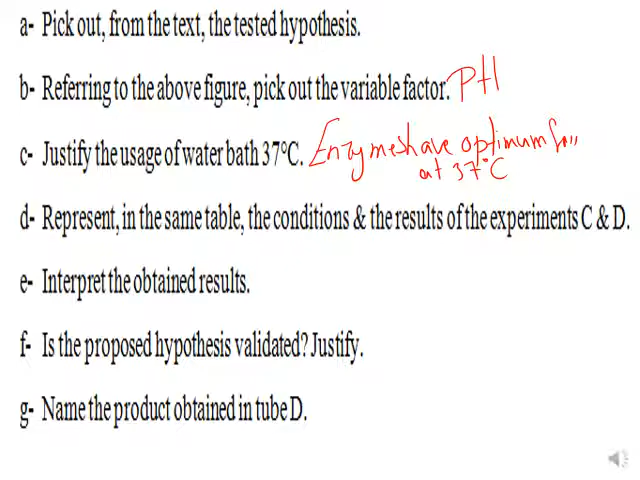 a- Pick out, from the text, the tested hypothesis.
b- Referring to the above figure, pick out the variable factor. PH
c- Justify the usage of water bath 37°C. Enzymes have optimum
at 37°C
d- Represent, in the same table, the conditions & the results of the experiments C & D.
e- Interpret the obtained results.
f- Is the proposed hypothesis validated? Justify.
g- Name the product obtained in tube D.